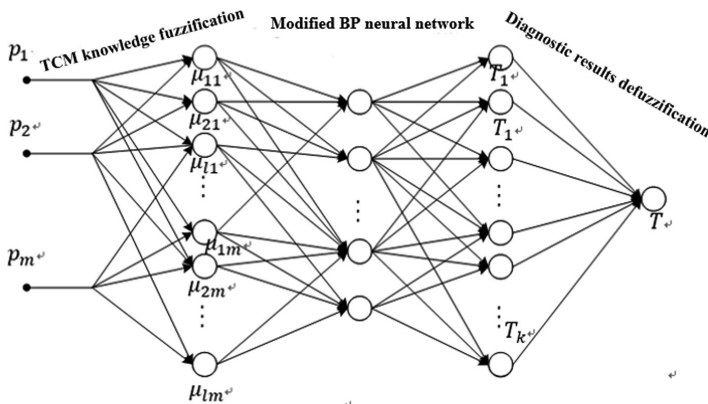 TCM knowledge fuzzification
Modified BP neural network
Diagnostic results defuzzification
p₁
p₂
pₘ
μ₁₁
μ₂₁
μₗ₁
⋮
μ₁ₘ
μ₂ₘ
⋮
μₗₘ
⋮
T₁
T₁
⋮
⋮
Tₖ
T